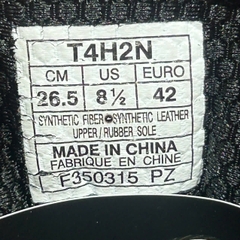 T4H2N
CM US EURO
26.5 8½ 42
SYNTHETIC FIBER●SYNTHETIC LEATHER
UPPER/RUBBER SOLE
MADE IN CHINA
FABRIQUE EN CHINE
F350315 PZ